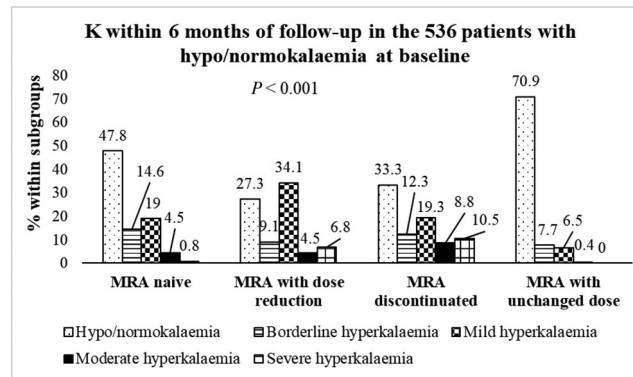 K within 6 months of follow-up in the 536 patients with
hypo/normokalaemia at baseline
P < 0.001
% within subgroups
80
70
60
50
40
30
20
10
0
47.8
14.6
19
4.5
0.8
27.3
9.1
34.1
4.5
6.8
33.3
12.3
19.3
8.8
10.5
70.9
7.7
6.5
0.4
0
MRA naive
MRA with dose
reduction
MRA
discontinuated
MRA with
unchanged dose
Hypo/normokalaemia
Borderline hyperkalaemia
Mild hyperkalaemia
Moderate hyperkalaemia
Severe hyperkalaemia